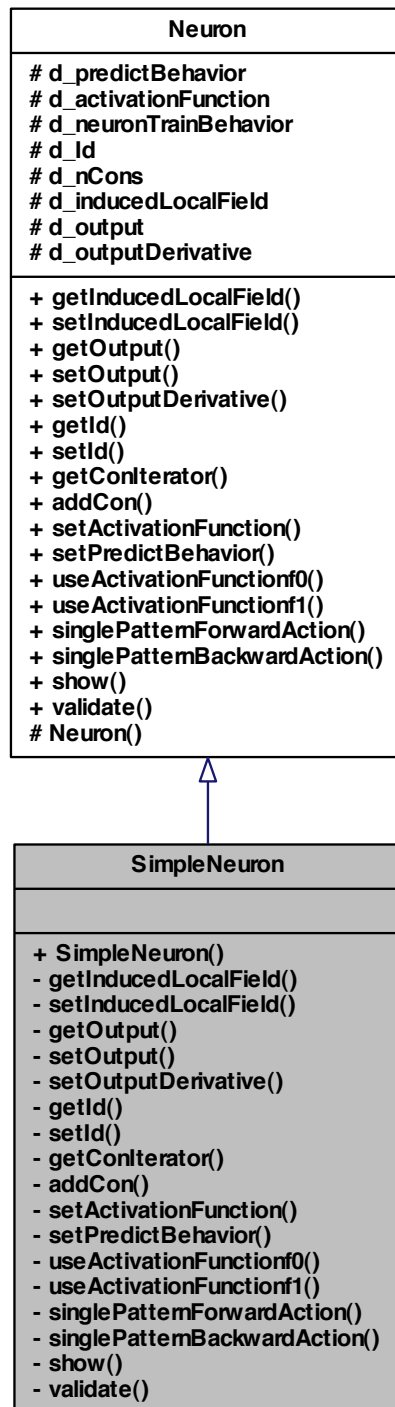 Neuron
# d_predictBehavior
# d_activationFunction
# d_neuronTrainBehavior
# d_Id
# d_nCons
# d_inducedLocalField
# d_output
# d_outputDerivative
+ getInducedLocalField()
+ setInducedLocalField()
+ getOutput()
+ setOutput()
+ setOutputDerivative()
+ getId()
+ setId()
+ getConIterator()
+ addCon()
+ setActivationFunction()
+ setPredictBehavior()
+ useActivationFunctionf0()
+ useActivationFunctionf1()
+ singlePatternForwardAction()
+ singlePatternBackwardAction()
+ show()
+ validate()
# Neuron()
SimpleNeuron
+ SimpleNeuron()
- getInducedLocalField()
- setInducedLocalField()
- getOutput()
- setOutput()
- setOutputDerivative()
- getId()
- setId()
- getConIterator()
- addCon()
- setActivationFunction()
- setPredictBehavior()
- useActivationFunctionf0()
- useActivationFunctionf1()
- singlePatternForwardAction()
- singlePatternBackwardAction()
- show()
- validate()